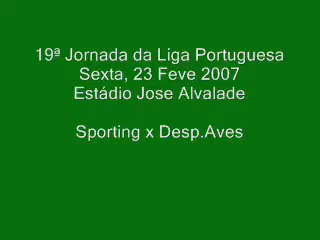 19ª Jornada da Liga Portuguesa
Sexta, 23 Feve 2007
Estádio Jose Alvalade
Sporting x Desp.Aves